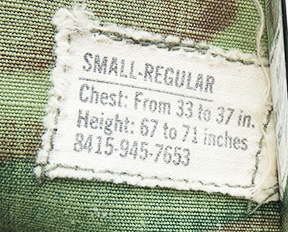 SMALL-REGULAR
Chest: From 33 to 37 in.
Height: 67 to 71 inches
8415-945-7653